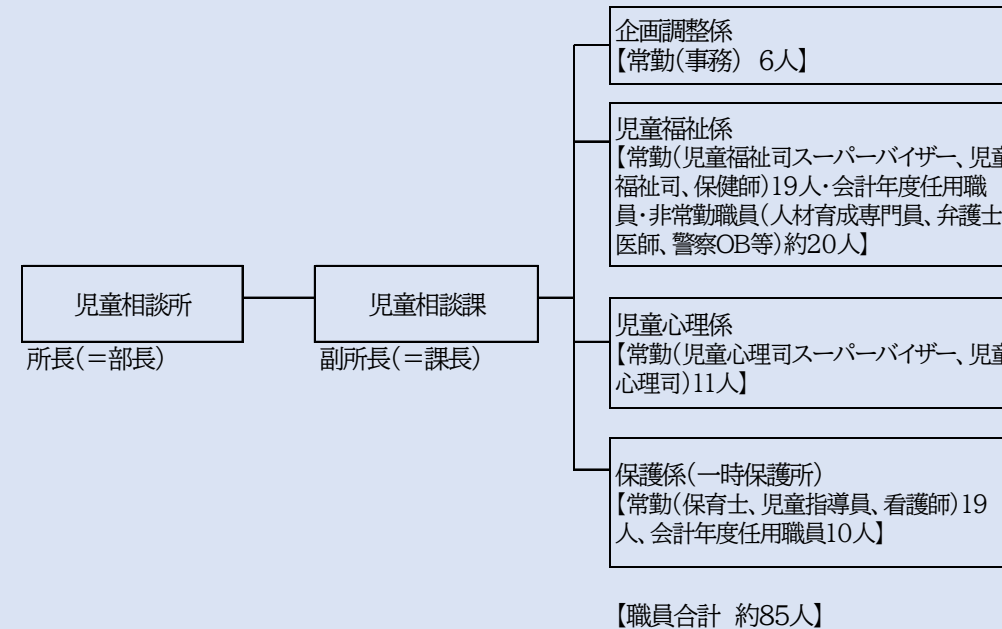 企画調整係
【常勤(事務) 6人】
児童福祉係
【常勤(児童福祉司スーパーバイザー、児童
福祉司、保健師)19人・会計年度任用職
員・非常勤職員(人材育成専門員、弁護士
医師、警察OB等)約20人】
児童相談所
児童相談課
所長(=部長)
副所長(=課長)
児童心理係
【常勤(児童心理司スーパーバイザー、児童
心理司)11人】
保護係(一時保護所)
【常勤(保育士、児童指導員、看護師)19
人、会計年度任用職員10人】
【職員合計 約85人】